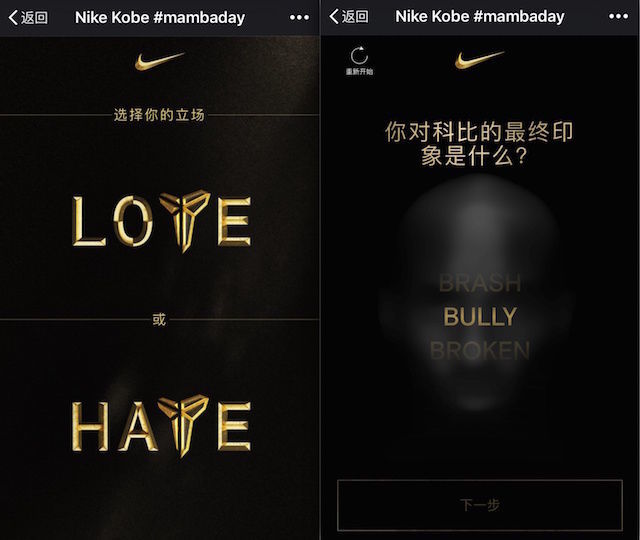 返回
Nike Kobe #mambaday
选择你的立场
LOVE
或
HATE
返回
Nike Kobe #mambaday
重新开始
你对科比的最终印
象是什么?
BRASH
BULLY
BROKEN
下一步